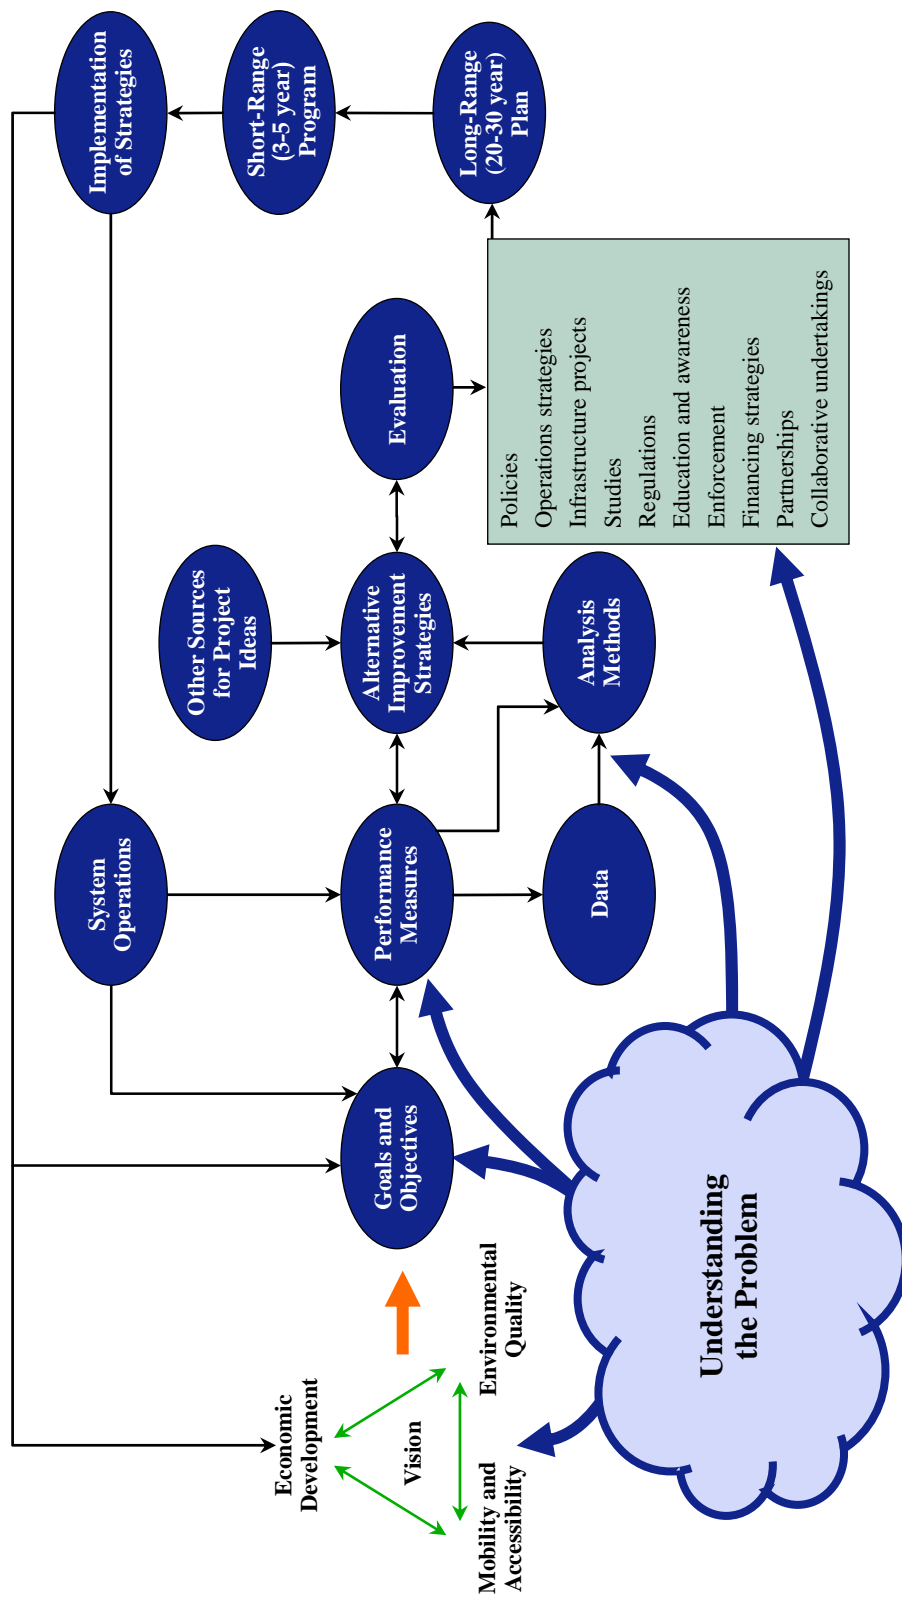 Economic
Development
Vision
Mobility and
Accessibility
Environmental
Quality
Goals and
Objectives
System
Operations
Performance
Measures
Data
Other Sources
for Project
Ideas
Alternative
Improvement
Strategies
Analysis
Methods
Evaluation
Policies
Operations strategies
Infrastructure projects
Studies
Regulations
Education and awareness
Enforcement
Financing strategies
Partnerships
Collaborative undertakings
Implementation
of Strategies
Short-Range
(3-5 year)
Program
Long-Range
(20-30 year)
Plan
Understanding
the Problem